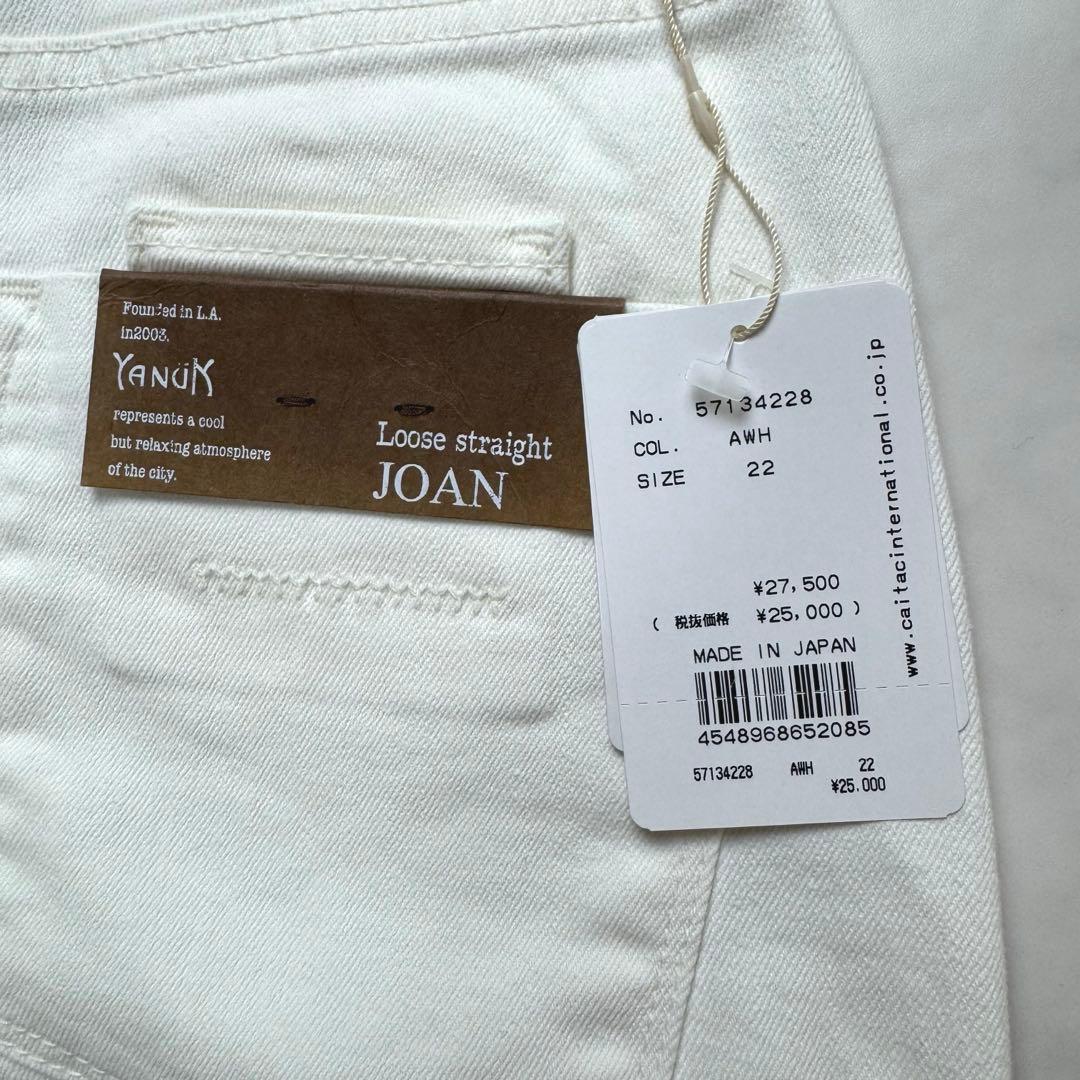 Founded in L.A.
in2003,
YANUK
represents a cool
but relaxing atmosphere
of the city.
Loose straight
JOAN
No. 57134228
COL. AWH
SIZE 22
¥27,500
( 税抜価格 ¥25,000 )
MADE IN JAPAN
4548968652085
57134228 AWH 22
¥25,000
www.caitacinternational.co.jp